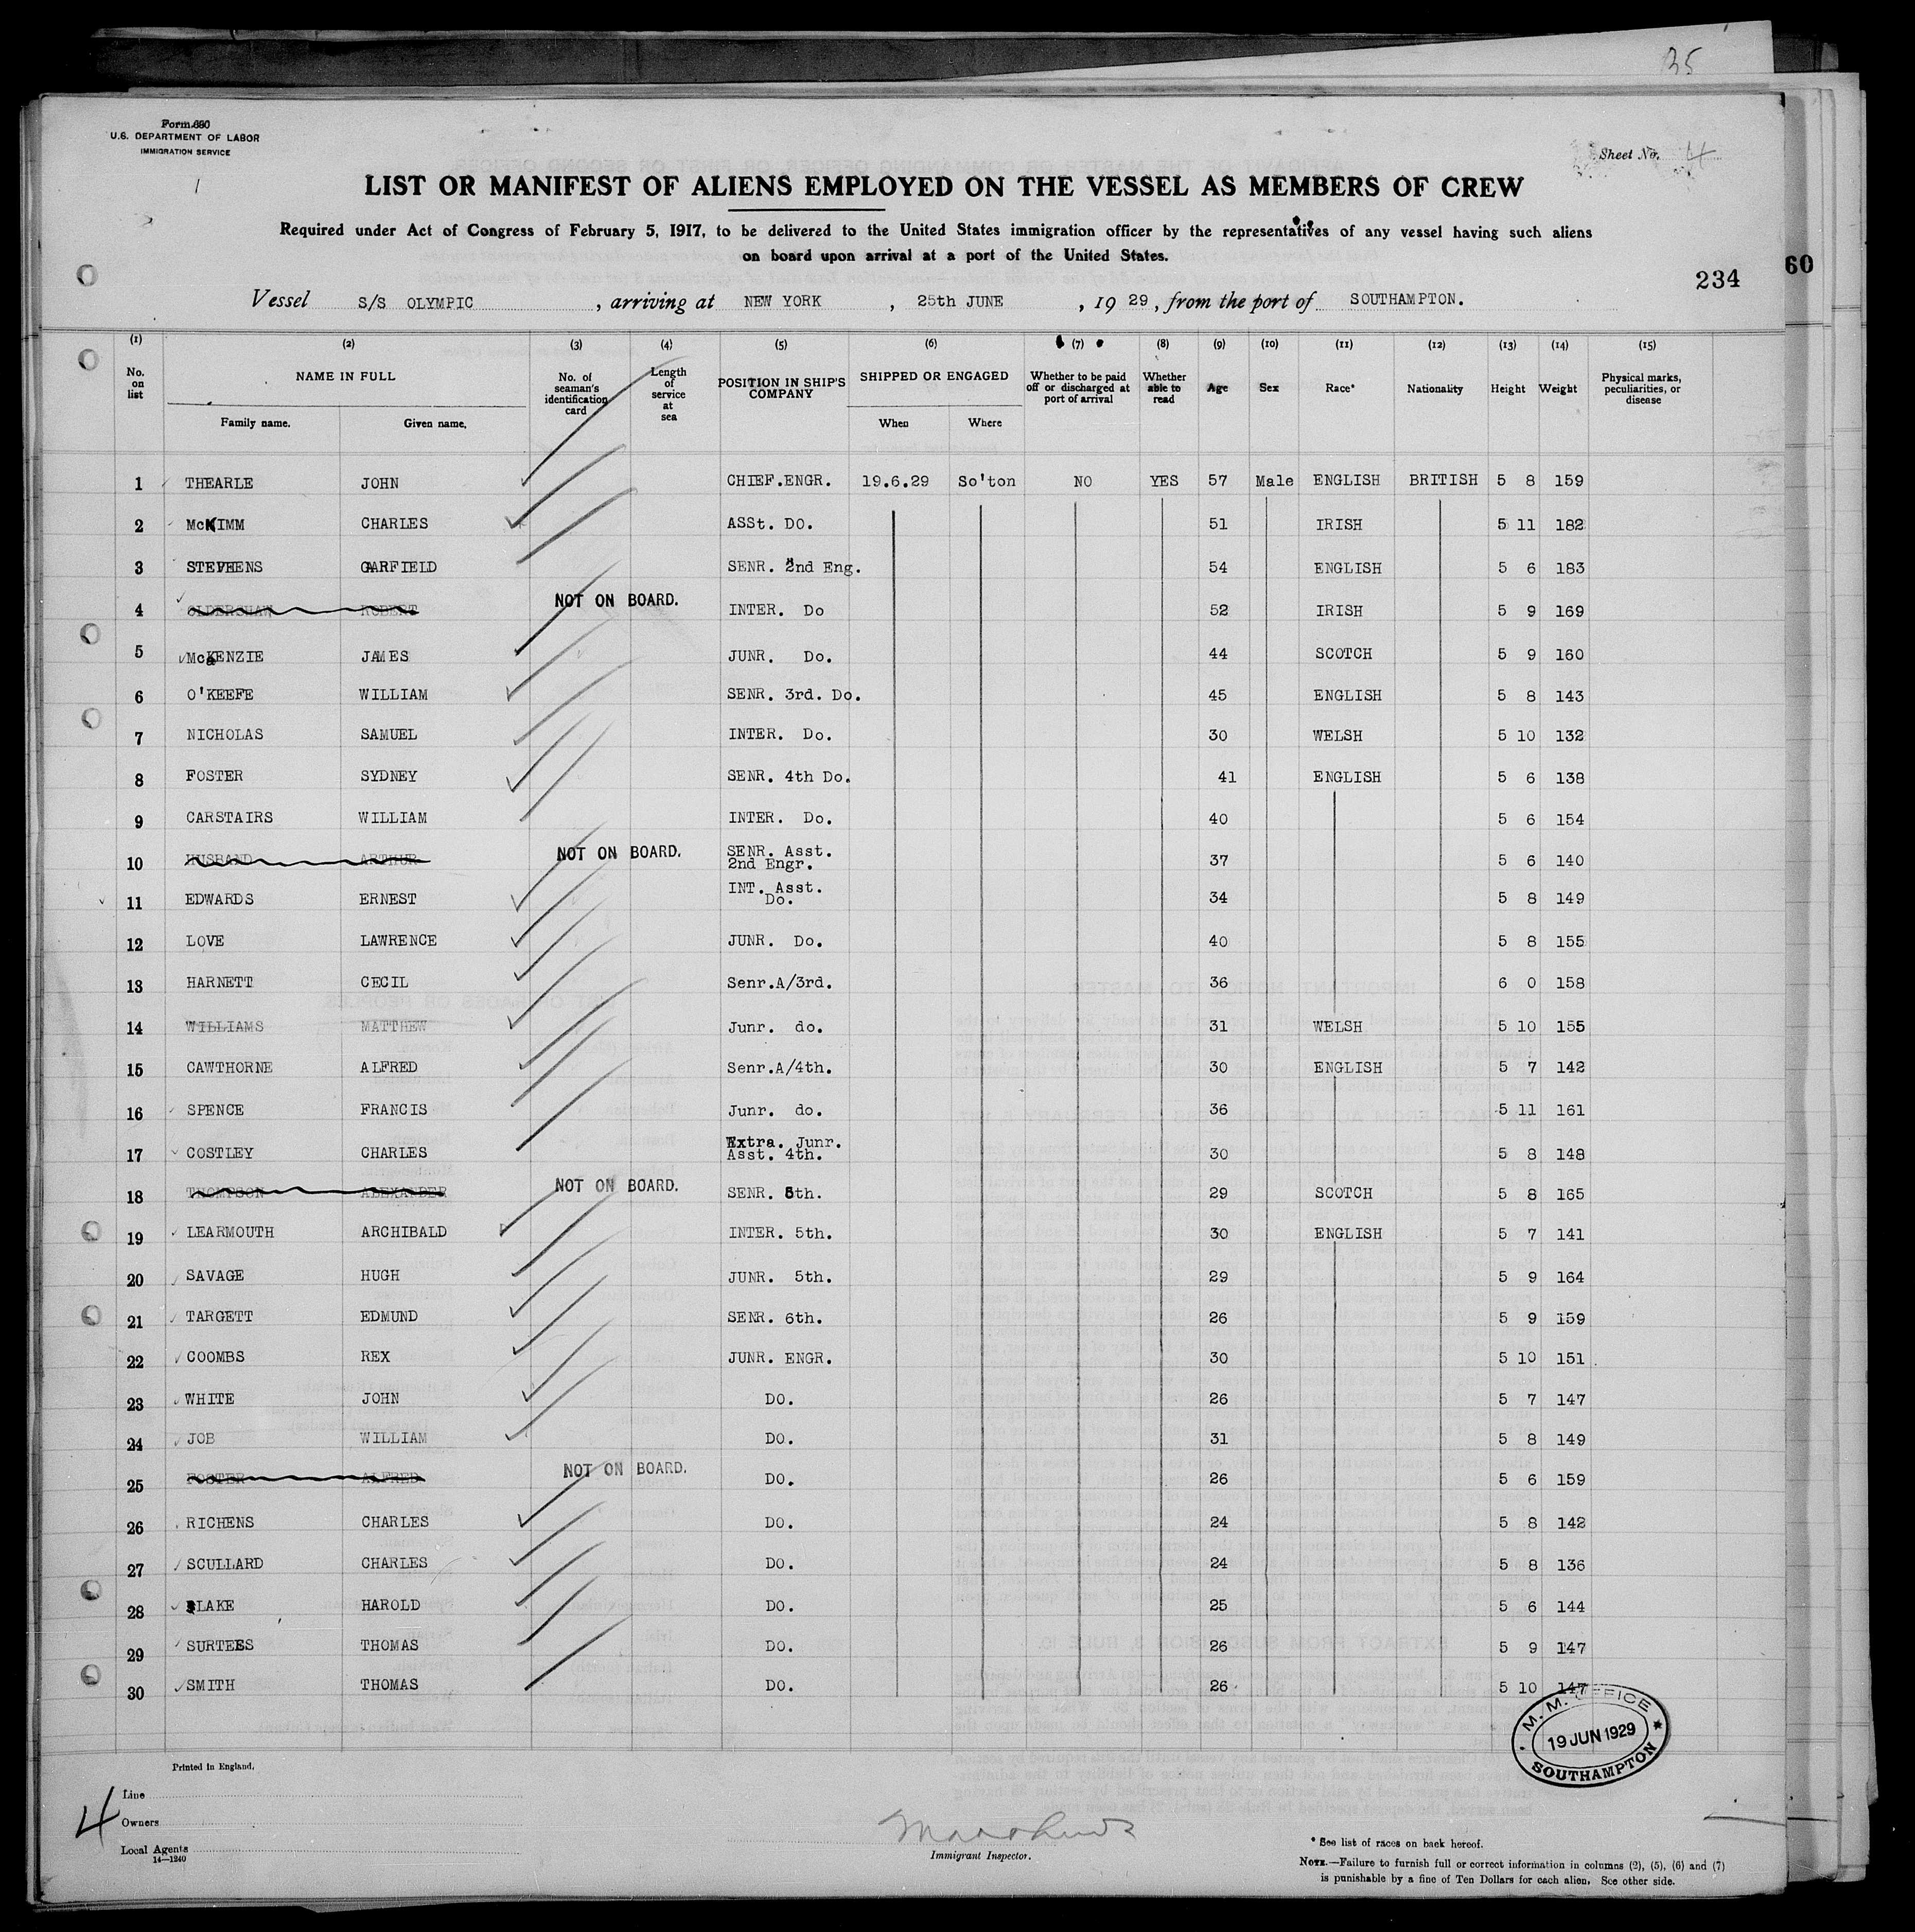 35
Form 680
U.S. DEPARTMENT OF LABOR
IMMIGRATION SERVICE
Sheet No. 4
1
LIST OR MANIFEST OF ALIENS EMPLOYED ON THE VESSEL AS MEMBERS OF CREW
Required under Act of Congress of February 5, 1917, to be delivered to the United States immigration officer by the representatives of any vessel having such aliens
on board upon arrival at a port of the United States.
60
234
Vessel S/S OLYMPIC, arriving at NEW YORK, 25th JUNE, 19 29, from the port of SOUTHAMPTON.
(1) (2) (3) (4) (5) (6) (7) (8) (9) (10) (11) (12) (13) (14) (15)
No. on list NAME IN FULL Family name. Given name. No. of seaman's identification card Length of service at sea POSITION IN SHIP'S COMPANY SHIPPED OR ENGAGED When Where Whether to be paid off or discharged at port of arrival Whether able to read Age Sex Race* Nationality Height Weight Physical marks, peculiarities, or disease
1 THEARLE JOHN CHIEF.ENGR. 19.6.29 So'ton NO YES 57 Male ENGLISH BRITISH 5 8 159
2 McKIMM CHARLES ASSt. DO. 51 IRISH 5 11 182
3 STEVHENS GARFIELD SENR. 2nd Eng. 54 ENGLISH 5 6 183
4 OLDERSHAW ROBERT NOT ON BOARD. INTER. Do 52 IRISH 5 9 169
5 McKENZIE JAMES JUNR. Do. 44 SCOTCH 5 9 160
6 O'KEEFE WILLIAM SENR. 3rd. Do. 45 ENGLISH 5 8 143
7 NICHOLAS SAMUEL INTER. Do. 30 WELSH 5 10 132
8 FOSTER SYDNEY SENR. 4th Do. 41 ENGLISH 5 6 138
9 CARSTAIRS WILLIAM INTER. Do. 40 5 6 154
10 HUSBAND ARTHUR NOT ON BOARD. SENR. Asst. 2nd Engr. 37 5 6 140
11 EDWARDS ERNEST INT. Asst. Do. 34 5 8 149
12 LOVE LAWRENCE JUNR. Do. 40 5 8 155
13 HARNETT CECIL Senr.A/3rd. 36 6 0 158
14 WILLIAMS MATTHEW Junr. do. 31 WELSH 5 10 155
15 CAWTHORNE ALFRED Senr.A/4th. 30 ENGLISH 5 7 142
16 SPENCE FRANCIS Junr. do. 36 5 11 161
17 COSTLEY CHARLES Extra. Junr. Asst. 4th. 30 5 8 148
18 THOMPSON ALEXANDER NOT ON BOARD. SENR. 5th. 29 SCOTCH 5 8 165
19 LEARMOUTH ARCHIBALD INTER. 5th. 30 ENGLISH 5 7 141
20 SAVAGE HUGH JUNR. 5th. 29 5 9 164
21 TARGETT EDMUND SENR. 6th. 26 5 9 159
22 COOMBS REX JUNR. ENGR. 30 5 10 151
23 WHITE JOHN DO. 26 5 7 147
24 JOB WILLIAM DO. 31 5 8 149
25 FOSTER ALFRED NOT ON BOARD. DO. 26 5 6 159
26 RICHENS CHARLES DO. 24 5 8 142
27 SCULLARD CHARLES DO. 24 5 8 136
28 BLAKE HAROLD DO. 25 5 6 144
29 SURTEES THOMAS DO. 26 5 9 147
30 SMITH THOMAS DO. 26 5 10 147
M. M. OFFICE
19 JUN 1929
SOUTHAMPTON
Printed in England.
4
Line
Owners
Local Agents
14—1240
Immigrant Inspector.
* See list of races on back hereof.
NOTE.—Failure to furnish full or correct information in columns (2), (5), (6) and (7)
is punishable by a fine of Ten Dollars for each alien. See other side.